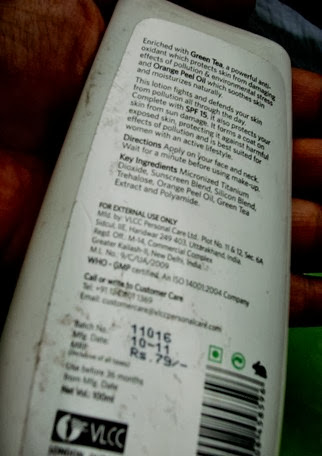 Enriched with Green Tea, a powerful anti-
oxidant which protects skin from damaging
effects of pollution & environmental stress
and Orange Peel Oil which soothes skin
and moisturizes naturally.
This lotion fights and defends your skin
from pollution all through the day.
Complete with SPF 15, it also protects your
skin from sun damage. It forms a coat on
exposed skin, protecting it against harmful
effects of pollution and is best suited for
women with an active lifestyle.
Directions Apply on your face and neck.
Wait for a minute before using make-up.
Key Ingredients Micronized Titanium
Dioxide, Sunscreen Blend, Silicon Blend,
Trehalose, Orange Peel Oil, Green Tea
Extract and Polyamide.
FOR EXTERNAL USE ONLY
Mfd. by: VLCC Personal Care Ltd. Plot No. 11 & 12, Sec. 6A
Sidcul, IIE, Haridwar 249 403, Uttarakhand, India.
Regd. Off.: M-14, Commercial Complex
Greater Kailash-II, New Delhi, India
M.L. No.: 9/C/UA/2009
WHO - GMP certified, An ISO 14001:2004 Company
Call or write to Customer Care
Email: customercare@vlccpersonalcare.com
Batch No. 11016
Mfg. Date 10-11
MRP Rs.79/-
(Inclusive of all taxes)
Use before 36 months
from Mfg. Date
Net Vol.: 100ml
VLCC